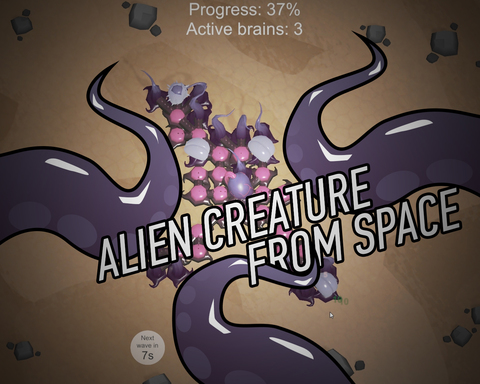 Progress: 37%
Active brains: 3
ALIEN CREATURE
FROM SPACE
Next
wave in
7s